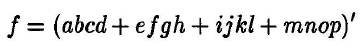 f = (abcd + efgh + ijkl + mnop)′